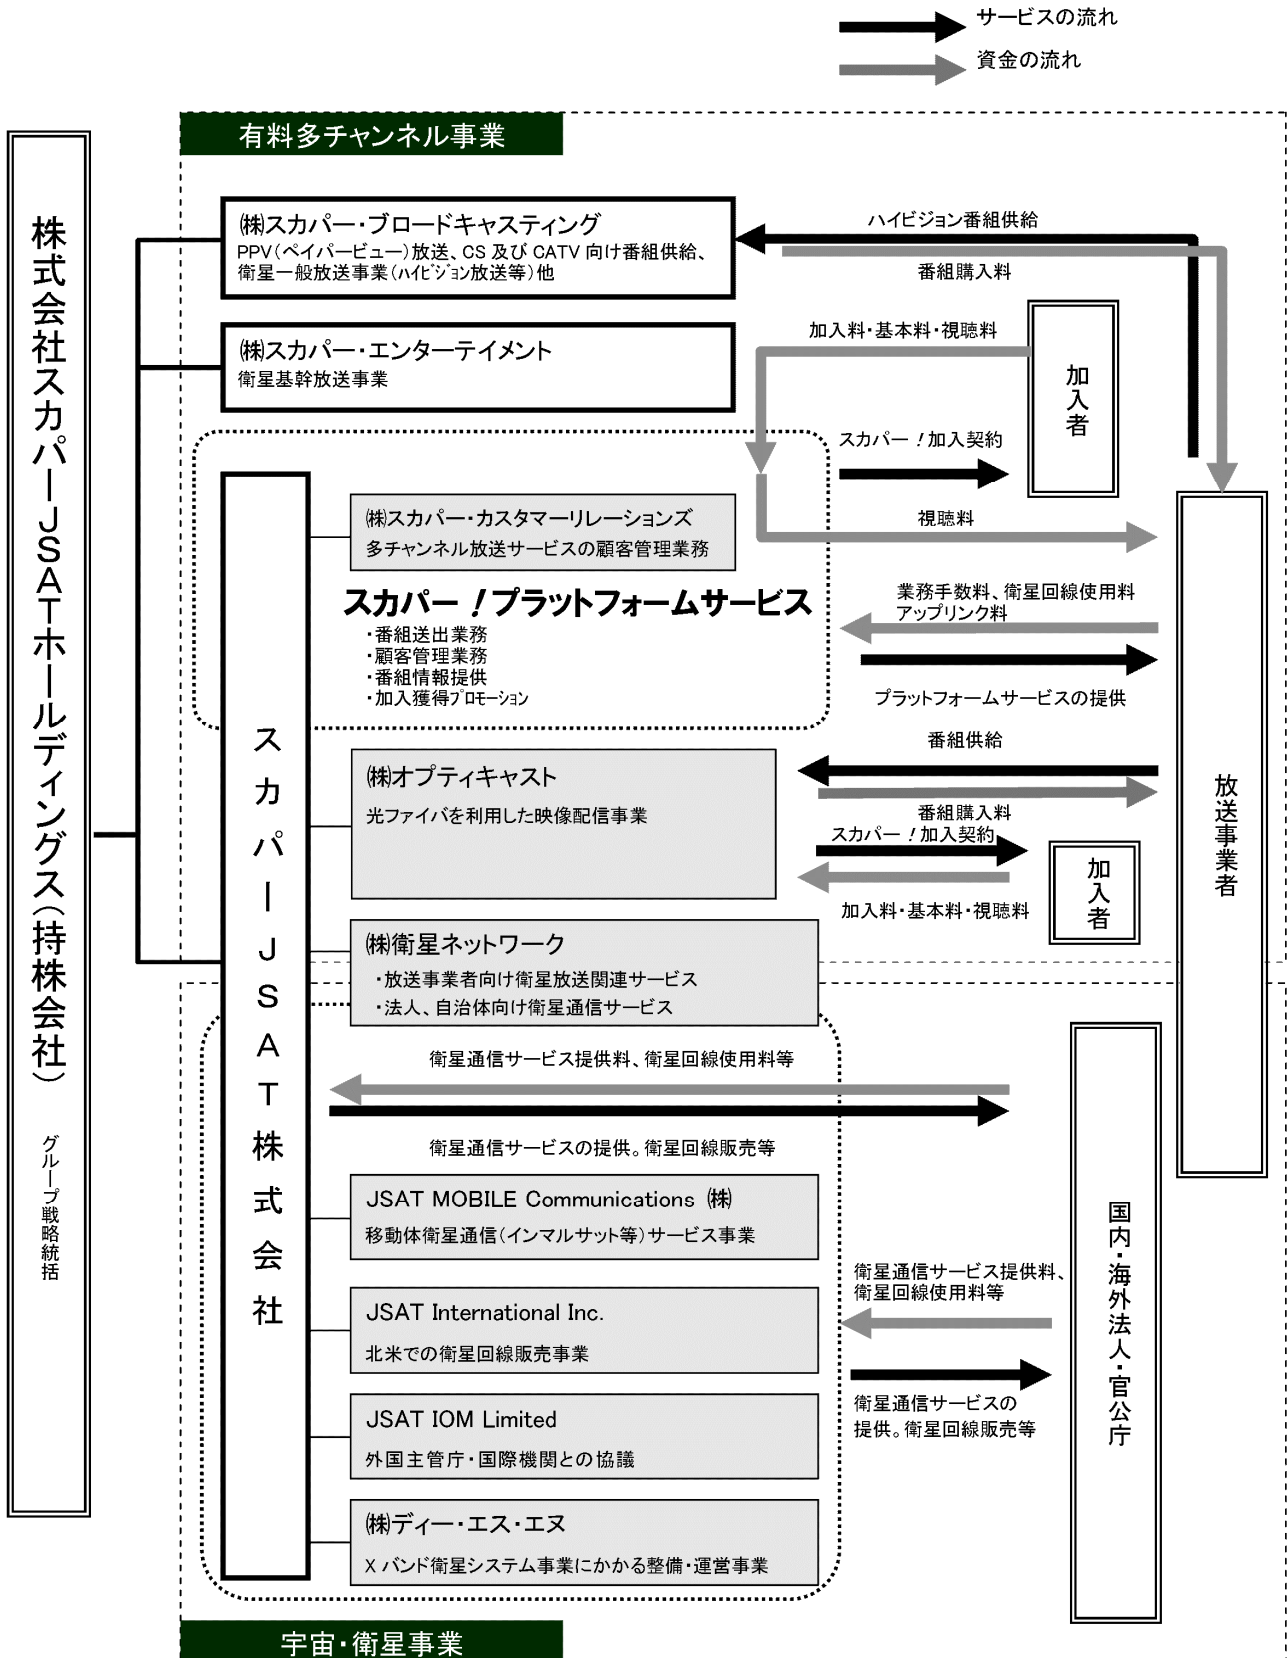 サービスの流れ
資金の流れ
有料多チャンネル事業
株式会社スカパーJSATホールディングス(持株会社)
グループ戦略統括
㈱スカパー・ブロードキャスティング
PPV(ペイパービュー)放送、CS 及び CATV 向け番組供給、
衛星一般放送事業(ハイビジョン放送等)他
ハイビジョン番組供給
番組購入料
㈱スカパー・エンターテイメント
衛星基幹放送事業
加入料・基本料・視聴料
加入者
スカパー!加入契約
㈱スカパー・カスタマーリレーションズ
多チャンネル放送サービスの顧客管理業務
視聴料
スカパー!プラットフォームサービス
・番組送出業務
・顧客管理業務
・番組情報提供
・加入獲得プロモーション
業務手数料、衛星回線使用料
アップリンク料
プラットフォームサービスの提供
スカパーJSAT株式会社
放送事業者
㈱オプティキャスト
光ファイバを利用した映像配信事業
番組供給
番組購入料
スカパー!加入契約
加入者
加入料・基本料・視聴料
㈱衛星ネットワーク
・放送事業者向け衛星放送関連サービス
・法人、自治体向け衛星通信サービス
衛星通信サービス提供料、衛星回線使用料等
衛星通信サービスの提供。衛星回線販売等
JSAT MOBILE Communications ㈱
移動体衛星通信(インマルサット等)サービス事業
JSAT International Inc.
北米での衛星回線販売事業
衛星通信サービス提供料、
衛星回線使用料等
衛星通信サービスの
提供。衛星回線販売等
国内・海外法人・官公庁
JSAT IOM Limited
外国主管庁・国際機関との協議
㈱ディー・エス・エヌ
X バンド衛星システム事業にかかる整備・運営事業
宇宙・衛星事業